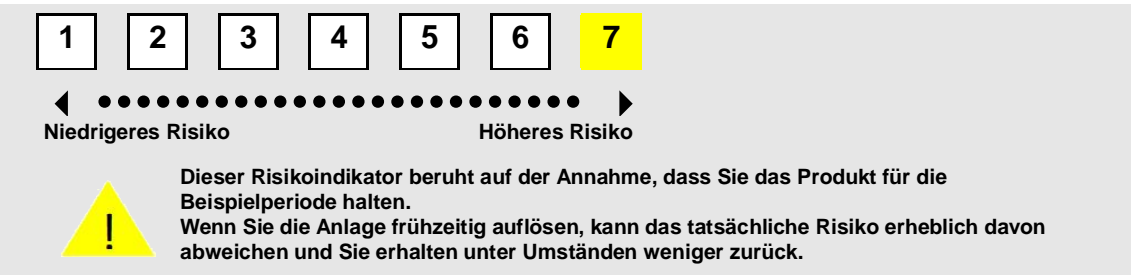 1 2 3 4 5 6 7
Niedrigeres Risiko Höheres Risiko
Dieser Risikoindikator beruht auf der Annahme, dass Sie das Produkt für die
Beispielperiode halten.
Wenn Sie die Anlage frühzeitig auflösen, kann das tatsächliche Risiko erheblich davon
abweichen und Sie erhalten unter Umständen weniger zurück.
!